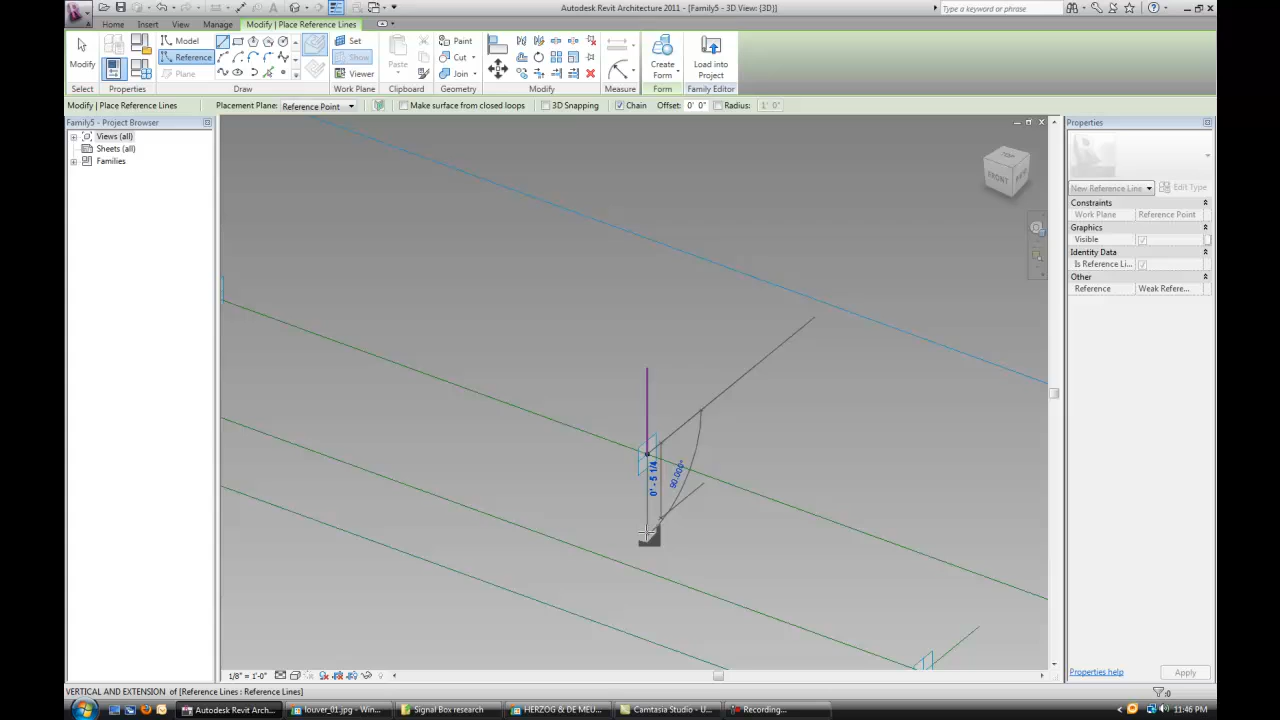 Autodesk Revit Architecture 2011 - [Family5 - 3D View: {3D}]
Type a keyword or phrase
Home Insert View Manage Modify | Place Reference Lines
Modify
Model
Reference
Plane
Set
Show
Viewer
Paste
Paint
Cut
Join
Create
Form
Load into
Project
Select Properties Draw Work Plane Clipboard Geometry Modify Measure Form Family Editor
Modify | Place Reference Lines Placement Plane: Reference Point Make surface from closed loops 3D Snapping Chain Offset: 0' 0" Radius: 1' 0"
Family5 - Project Browser
Views (all)
Sheets (all)
Families
TOP
FRONT
0' - 5 1/4
90.000°
Properties
New Reference Line Edit Type
Constraints
Work Plane Reference Point
Graphics
Visible
Identity Data
Is Reference Li...
Other
Reference Weak Refere...
Properties help Apply
1/8" = 1'-0"
VERTICAL AND EXTENSION of [Reference Lines : Reference Lines]
:0
Autodesk Revit Arch... louver_01.jpg - Win... Signal Box research HERZOG & DE MEU... Camtasia Studio - U... Recording... 11:46 PM